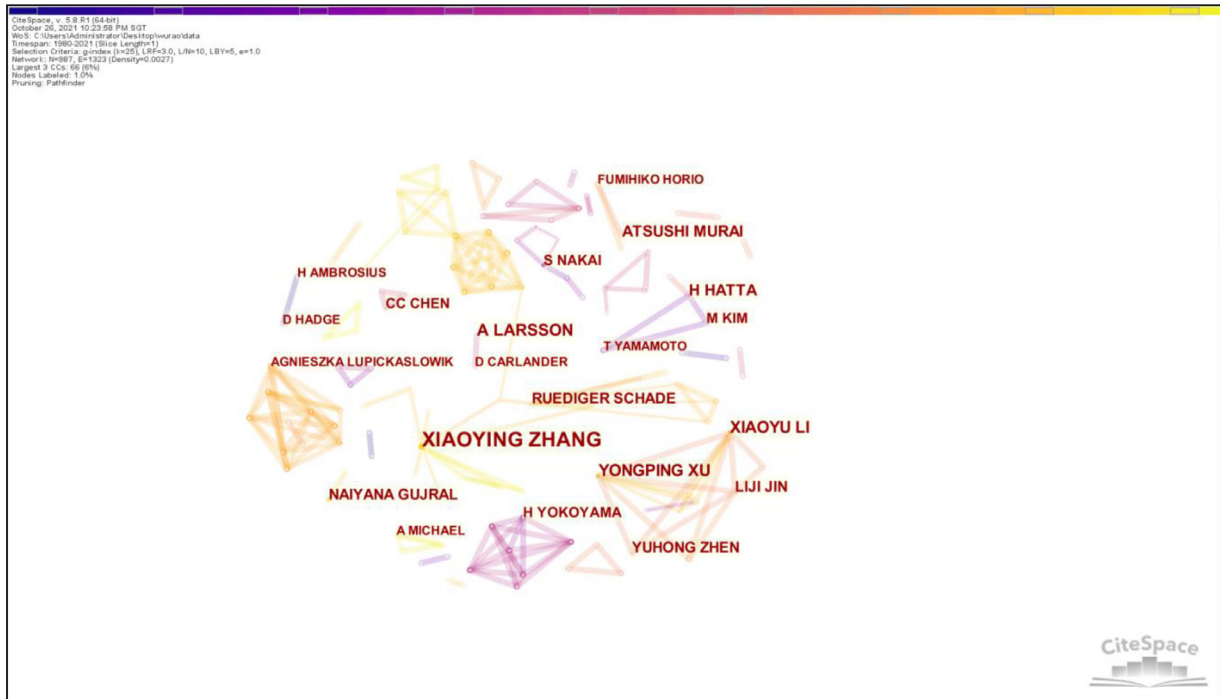 CiteSpace, v. 5.8.R1 (64-bit)
October 26, 2021 10:23:58 PM SGT
WoS: C:\Users\Administrator\Desktop\wurao\data
Timespan: 1980-2021 (Slice Length=1)
Selection Criteria: g-index (k=25), LRF=3.0, L/N=10, LBY=5, e=1.0
Network: N=987, E=1323 (Density=0.0027)
Largest 3 CCs: 66 (6%)
Nodes Labeled: 1.0%
Pruning: Pathfinder
FUMIHIKO HORIO
ATSUSHI MURAI
S NAKAI
H AMBROSIUS
H HATTA
CC CHEN
D HADGE
M KIM
A LARSSON
T YAMAMOTO
AGNIESZKA LUPICKASLOWIK
D CARLANDER
RUEDIGER SCHADE
XIAOYU LI
XIAOYING ZHANG
YONGPING XU
LIJI JIN
NAIYANA GUJRAL
H YOKOYAMA
A MICHAEL
YUHONG ZHEN
CiteSpace